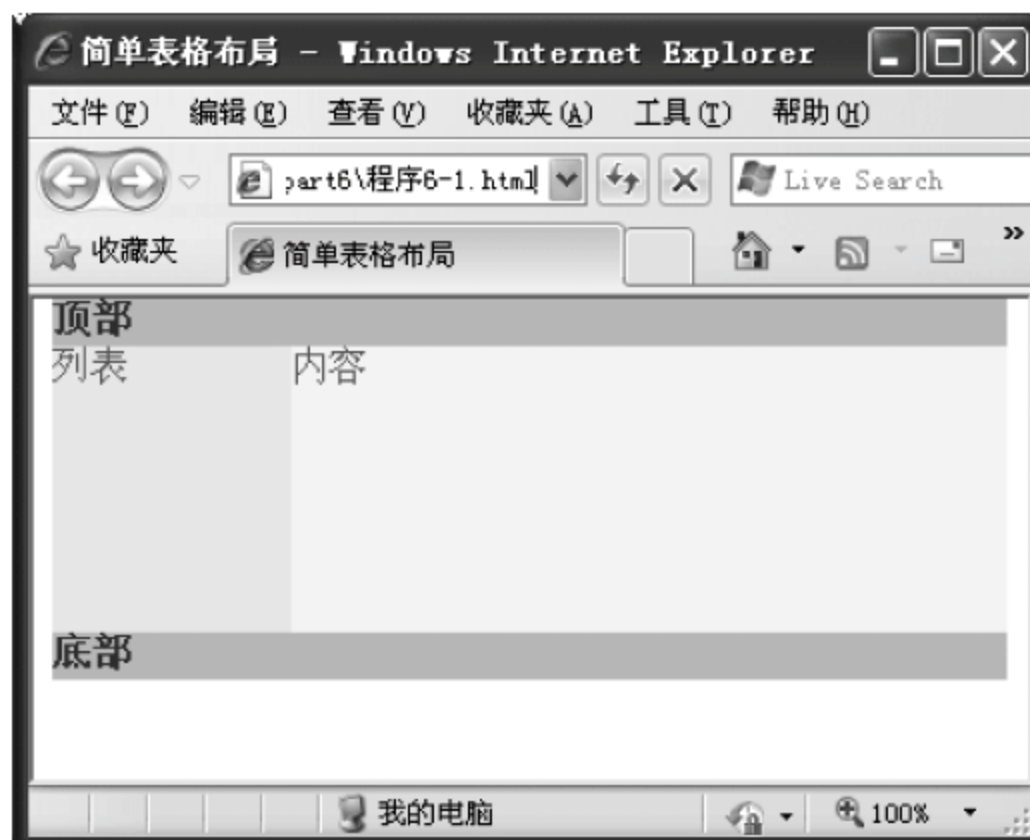 简单表格布局 - Windows Internet Explorer
文件(F) 编辑(E) 查看(V) 收藏夹(A) 工具(T) 帮助(H)
part6\程序6-1.html Live Search
收藏夹 简单表格布局 »
顶部
列表 内容
底部
我的电脑 100%